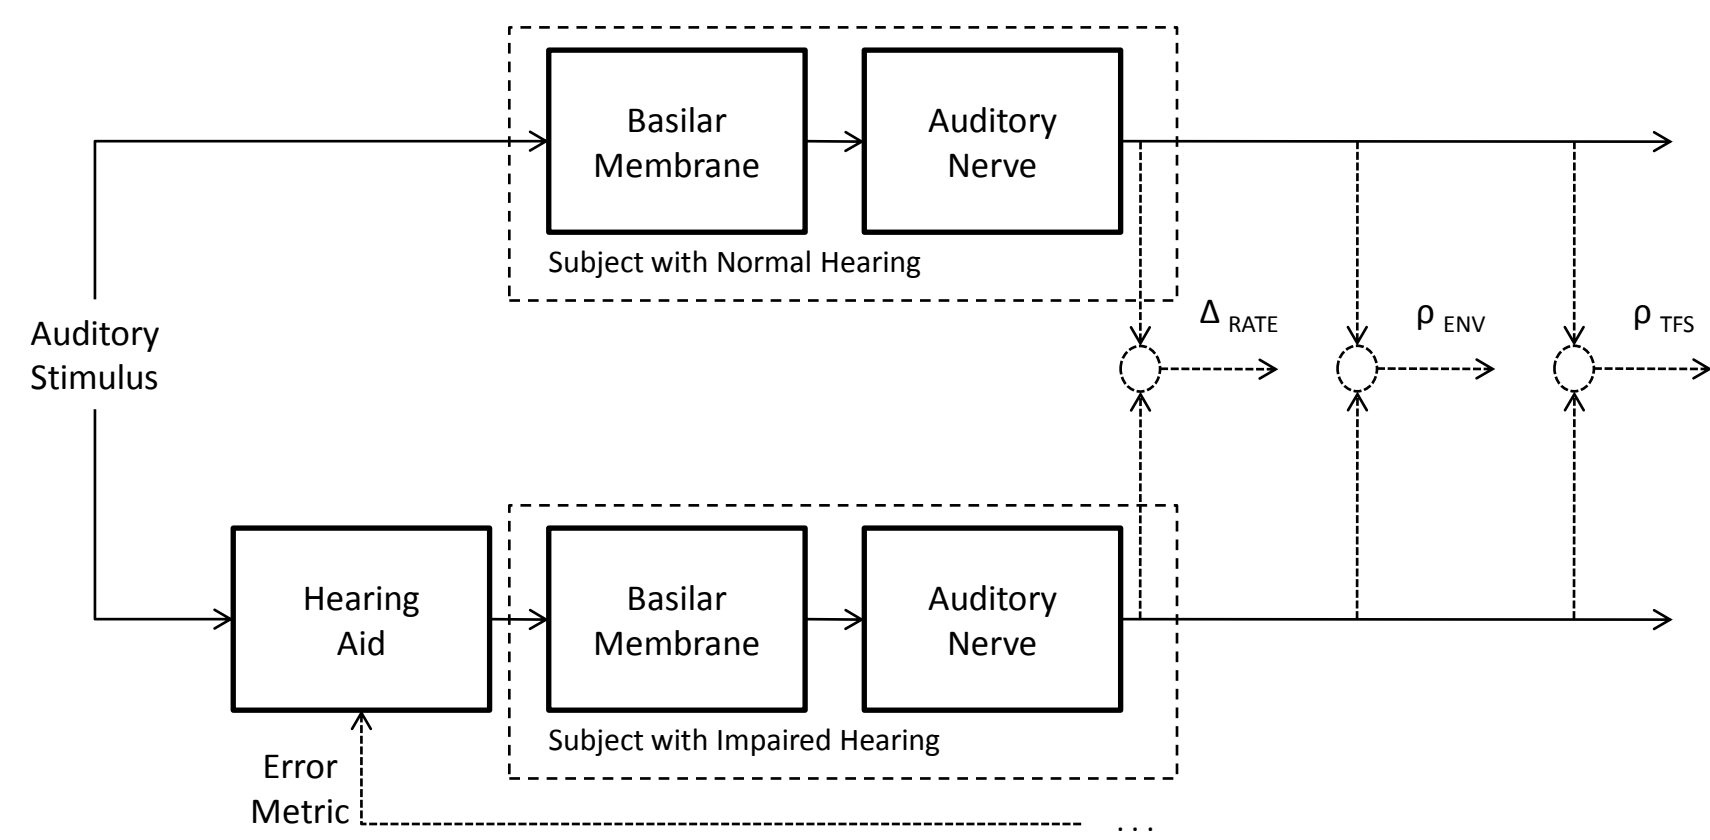 Basilar
Membrane
Auditory
Nerve
Subject with Normal Hearing
Auditory
Stimulus
Δ RATE
ρ ENV
ρ TFS
Hearing
Aid
Basilar
Membrane
Auditory
Nerve
Subject with Impaired Hearing
Error
Metric
...